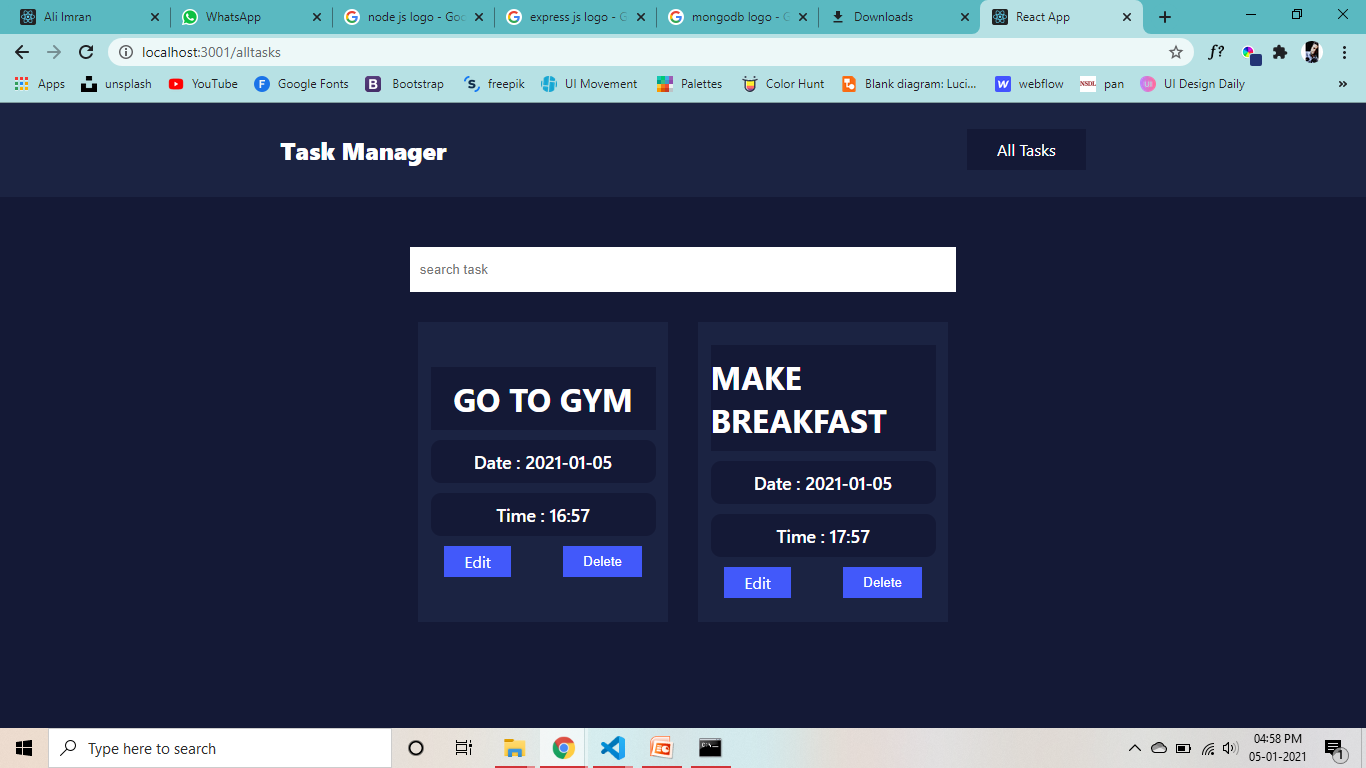 Ali Imran
WhatsApp
node js logo - Goo
express js logo - G
mongodb logo - G
Downloads
React App
localhost:3001/alltasks
f?
Apps
unsplash
YouTube
F
Google Fonts
B
Bootstrap
freepik
UI Movement
Palettes
Color Hunt
Blank diagram: Luci...
webflow
NSDL
pan
UI
UI Design Daily
»
Task Manager
All Tasks
search task
GO TO GYM
Date : 2021-01-05
Time : 16:57
Edit
Delete
MAKE
BREAKFAST
Date : 2021-01-05
Time : 17:57
Edit
Delete
Type here to search
04:58 PM
05-01-2021
1